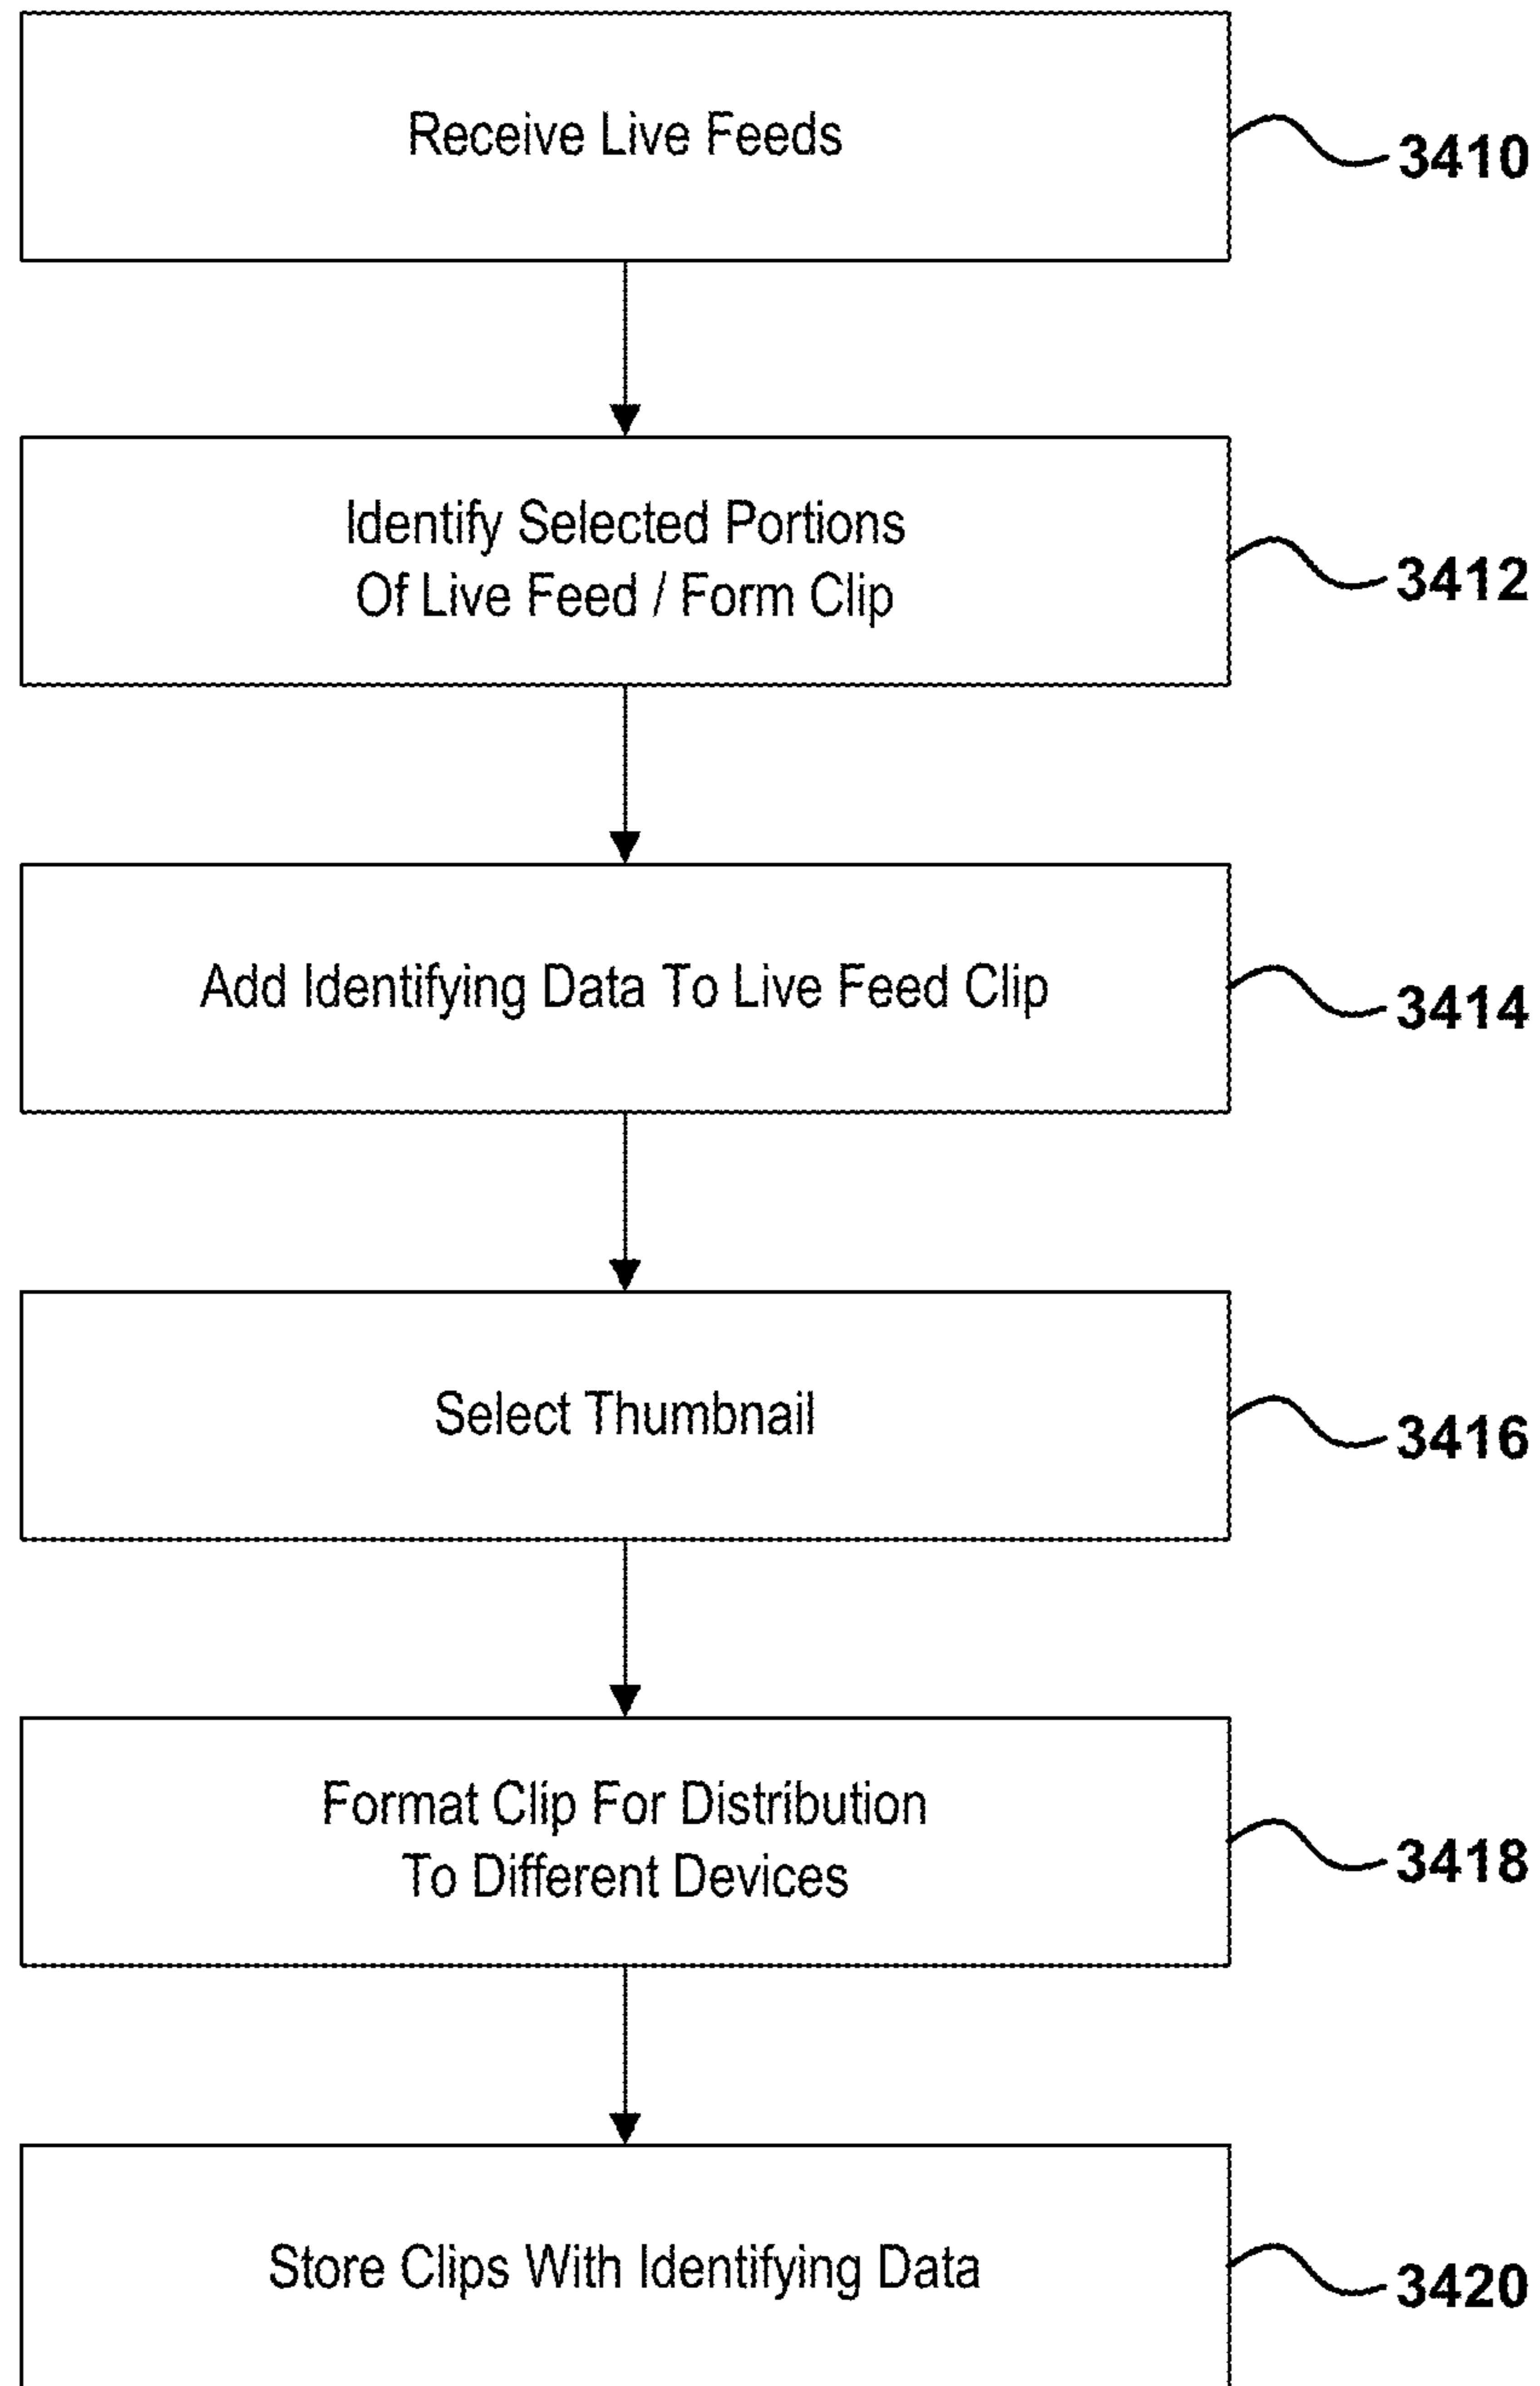 Receive Live Feeds
3410
Identify Selected Portions
Of Live Feed / Form Clip
3412
Add Identifying Data To Live Feed Clip
3414
Select Thumbnail
3416
Format Clip For Distribution
To Different Devices
3418
Store Clips With Identifying Data
3420